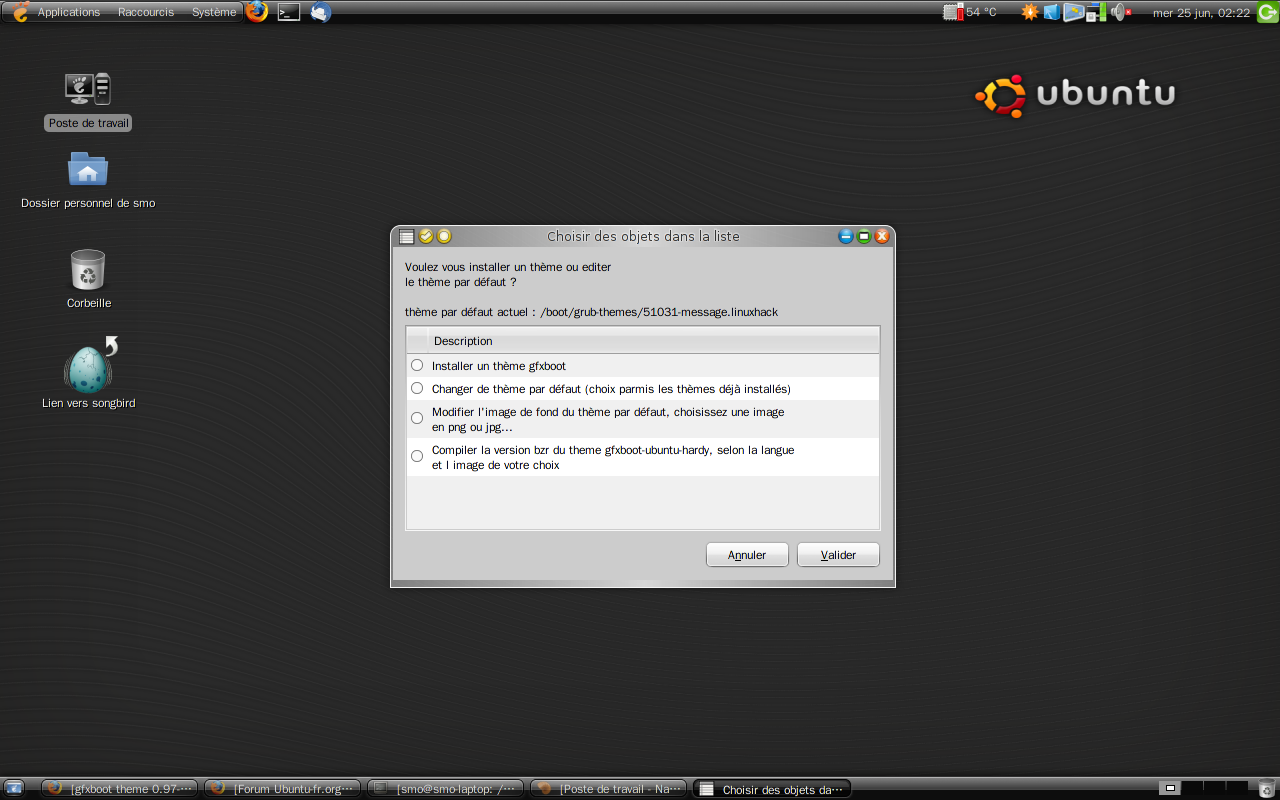 Applications Raccourcis Système
54 °C
mer 25 jun, 02:22
ubuntu
Poste de travail
Dossier personnel de smo
Corbeille
Lien vers songbird
Choisir des objets dans la liste
Voulez vous installer un thème ou editer
le thème par défaut ?
thème par défaut actuel : /boot/grub-themes/51031-message.linuxhack
Description
Installer un thème gfxboot
Changer de thème par défaut (choix parmis les thèmes déjà installés)
Modifier l'image de fond du thème par défaut, choisissez une image
en png ou jpg...
Compiler la version bzr du theme gfxboot-ubuntu-hardy, selon la langue
et l image de votre choix
Annuler
Valider
[gfxboot theme 0.97-...
[Forum Ubuntu-fr.org...
[smo@smo-laptop: /...
[Poste de travail - Na...
Choisir des objets da...